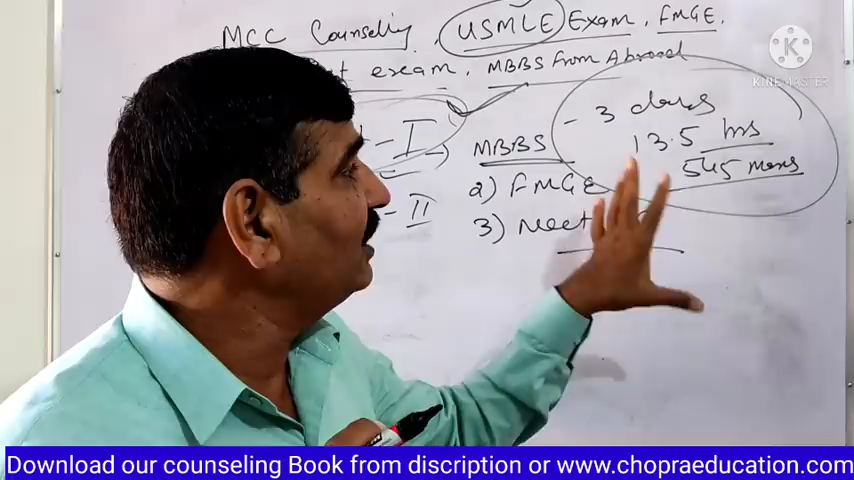 MCC Counseling, USMLE Exam, FMGE.
exam, MBBS From Abroad
K
KINEMASTER
- I → MBBS - 3 days
13.5 hrs
545 marks
2) FMGE
- II
3) Neet
Download our counseling Book from discription or www.chopraeducation.com